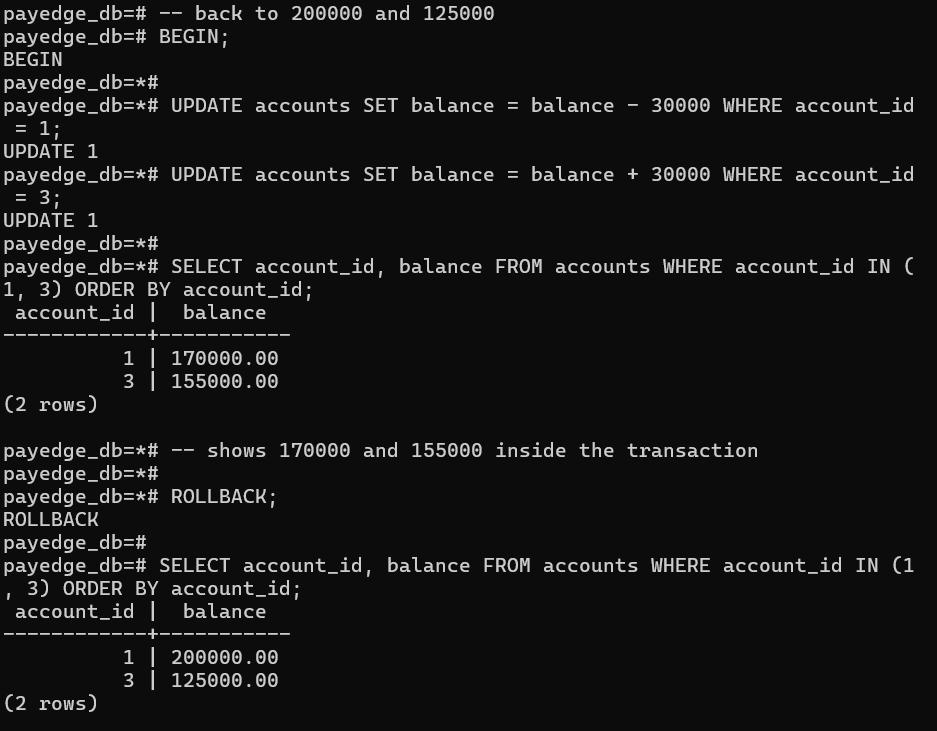 payedge_db=# -- back to 200000 and 125000
payedge_db=# BEGIN;
BEGIN
payedge_db=*#
payedge_db=*# UPDATE accounts SET balance = balance - 30000 WHERE account_id
 = 1;
UPDATE 1
payedge_db=*# UPDATE accounts SET balance = balance + 30000 WHERE account_id
 = 3;
UPDATE 1
payedge_db=*#
payedge_db=*# SELECT account_id, balance FROM accounts WHERE account_id IN (
1, 3) ORDER BY account_id;
 account_id |  balance
------------+-----------
          1 | 170000.00
          3 | 155000.00
(2 rows)

payedge_db=*# -- shows 170000 and 155000 inside the transaction
payedge_db=*#
payedge_db=*# ROLLBACK;
ROLLBACK
payedge_db=#
payedge_db=# SELECT account_id, balance FROM accounts WHERE account_id IN (1
, 3) ORDER BY account_id;
 account_id |  balance
------------+-----------
          1 | 200000.00
          3 | 125000.00
(2 rows)